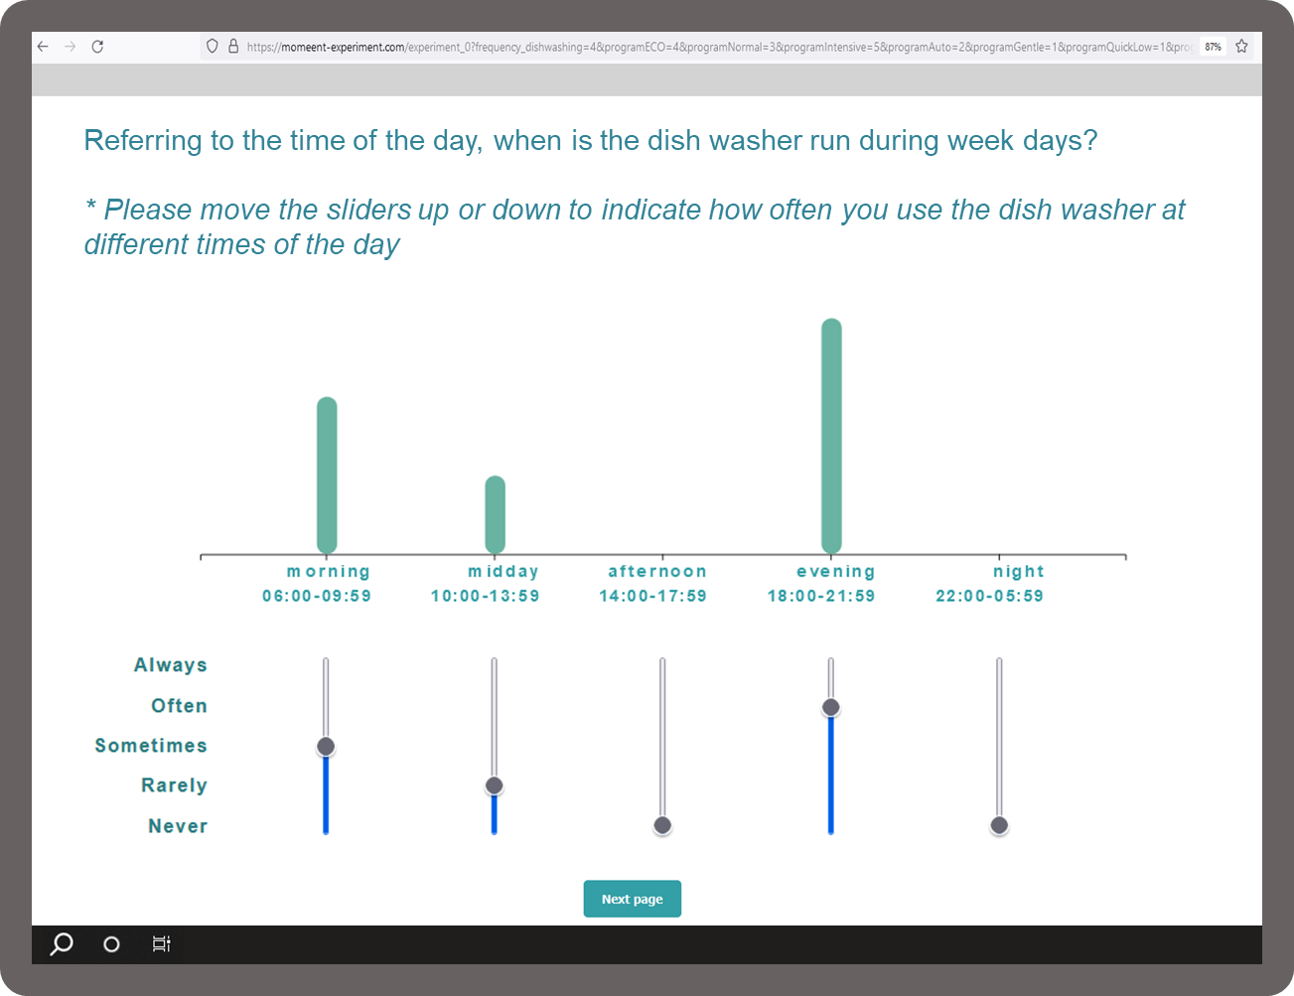 https://momeent-experiment.com/experiment_0?frequency_dishwashing=4&programECO=4&programNormal=3&programIntensive=5&programAuto=2&programGentle=1&programQuickLow=1&pro
87%
Referring to the time of the day, when is the dish washer run during week days?
* Please move the sliders up or down to indicate how often you use the dish washer at
different times of the day
morning midday afternoon evening night
06:00-09:59 10:00-13:59 14:00-17:59 18:00-21:59 22:00-05:59
Always
Often
Sometimes
Rarely
Never
Next page